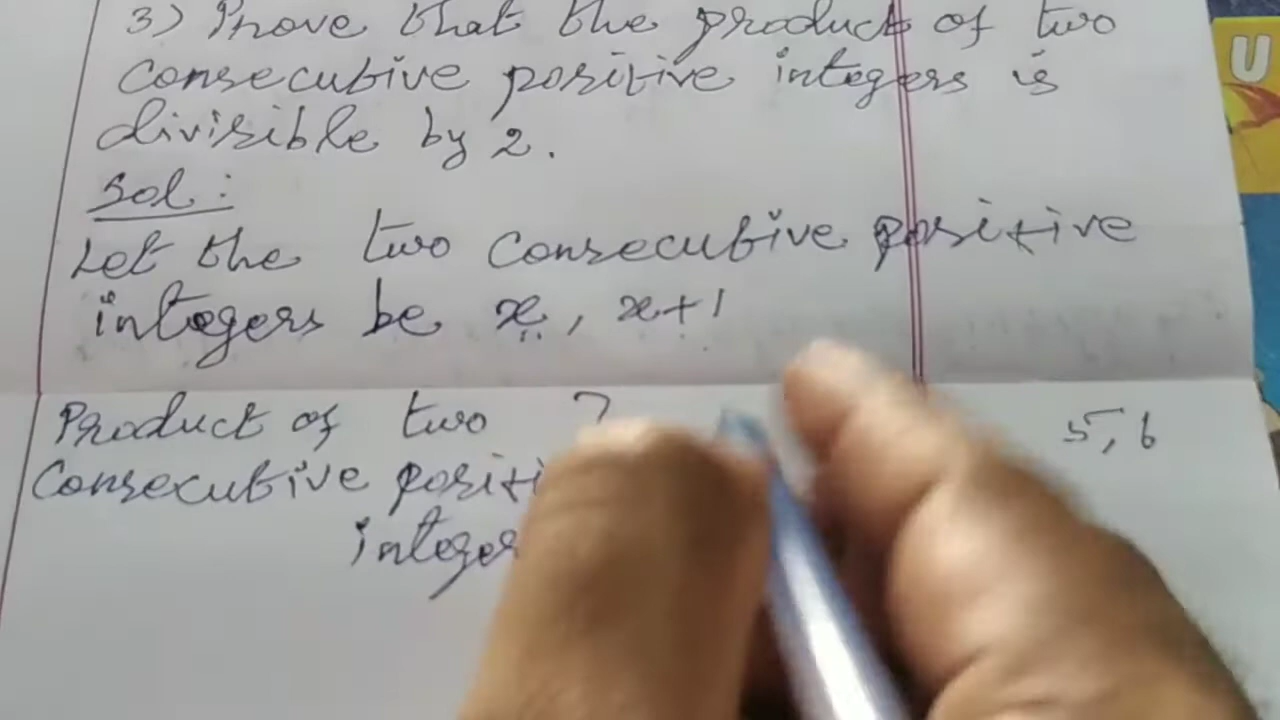 3) Prove that the product of two
consecutive positive integers is
divisible by 2.
Sol:
Let the two consecutive positive
integers be x, x+1
Product of two
Consecutive
5, 6
U